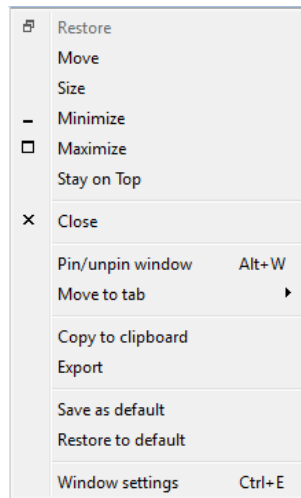 Restore
Move
Size
Minimize
Maximize
Stay on Top
Close
Pin/unpin window Alt+W
Move to tab
Copy to clipboard
Export
Save as default
Restore to default
Window settings Ctrl+E